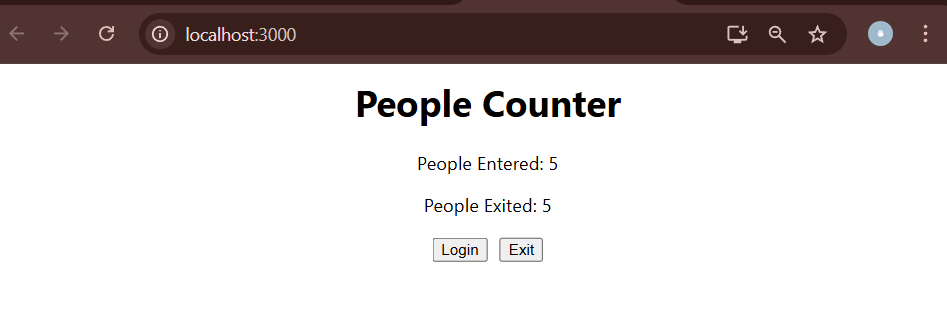 localhost:3000
People Counter
People Entered: 5
People Exited: 5
Login Exit